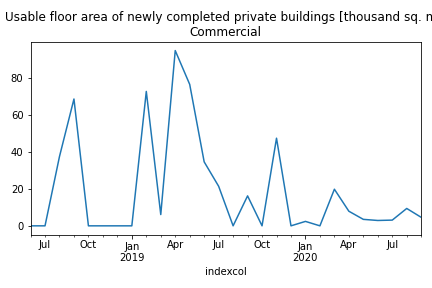 Usable floor area of newly completed private buildings [thousand sq. n
Commercial
80
60
40
20
0
Jul Oct Jan Apr Jul Oct Jan Apr Jul
2019 2020
indexcol